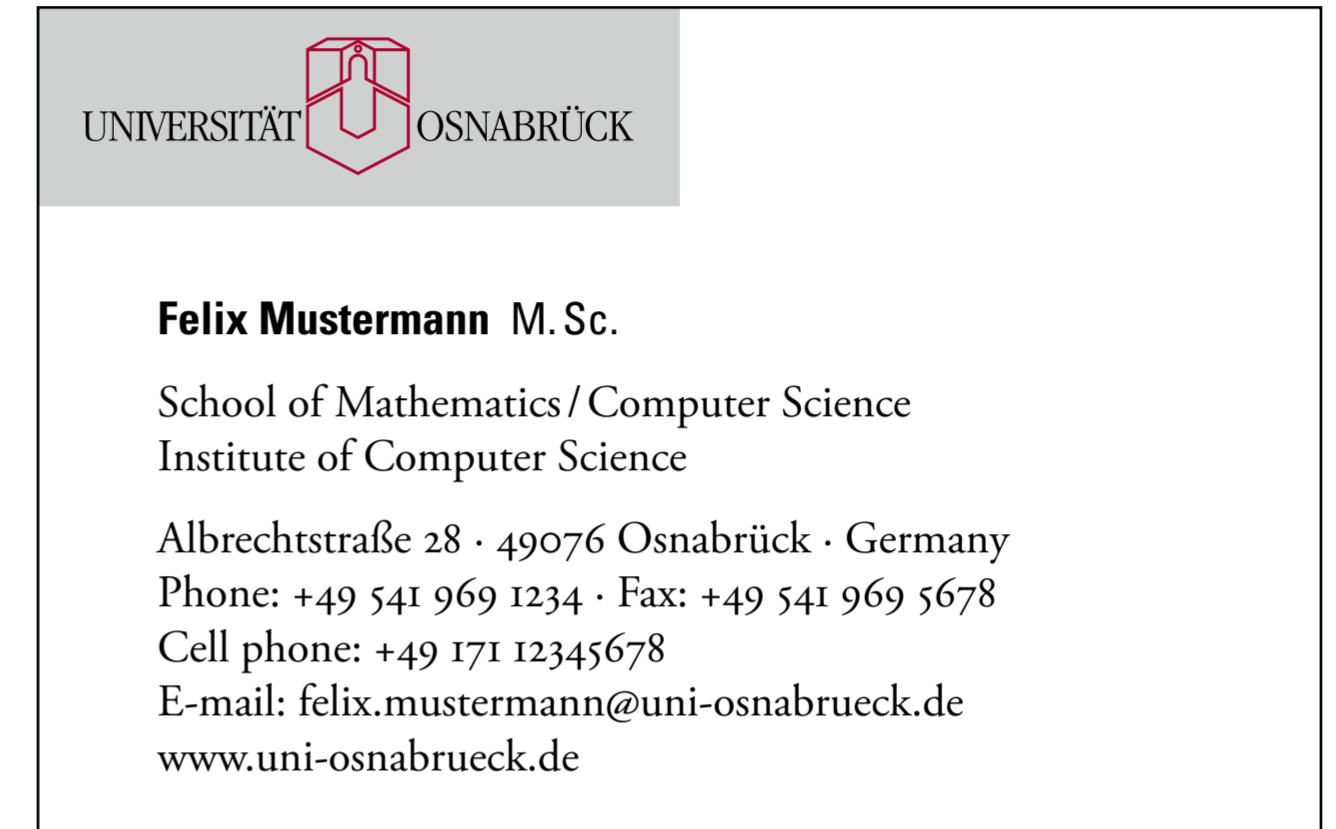 UNIVERSITÄT OSNABRÜCK
Felix Mustermann M. Sc.
School of Mathematics / Computer Science
Institute of Computer Science
Albrechtstraße 28 · 49076 Osnabrück · Germany
Phone: +49 541 969 1234 · Fax: +49 541 969 5678
Cell phone: +49 171 12345678
E-mail: felix.mustermann@uni-osnabrueck.de
www.uni-osnabrueck.de